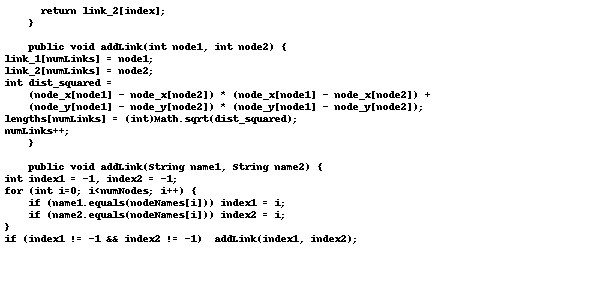 return link_2[index];
}
public void addLink(int node1, int node2) {
link_1[numLinks] = node1;
link_2[numLinks] = node2;
int dist_squared =
(node_x[node1] - node_x[node2]) * (node_x[node1] - node_x[node2]) +
(node_y[node1] - node_y[node2]) * (node_y[node1] - node_y[node2]);
lengths[numLinks] = (int)Math.sqrt(dist_squared);
numLinks++;
}
public void addLink(String name1, String name2) {
int index1 = -1, index2 = -1;
for (int i=0; i<numNodes; i++) {
if (name1.equals(nodeNames[i])) index1 = i;
if (name2.equals(nodeNames[i])) index2 = i;
}
if (index1 != -1 && index2 != -1)  addLink(index1, index2);